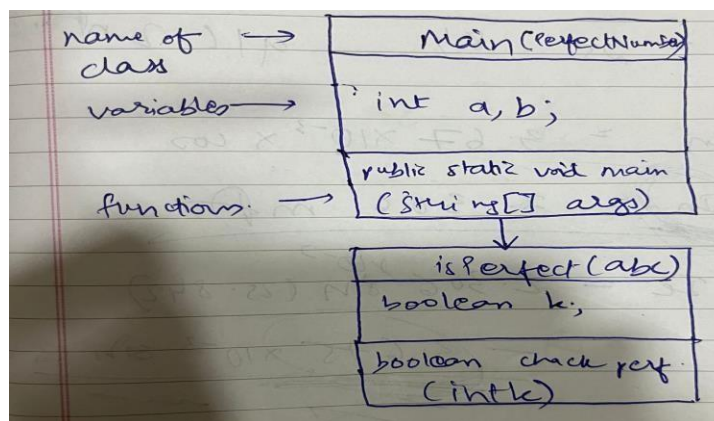 name of → Main (PerfectNumber)
class
variables → int a, b;
public static void main
functions. → (String[] args)
isPerfect (abc)
boolean k;
boolean chack perf.
(int k)